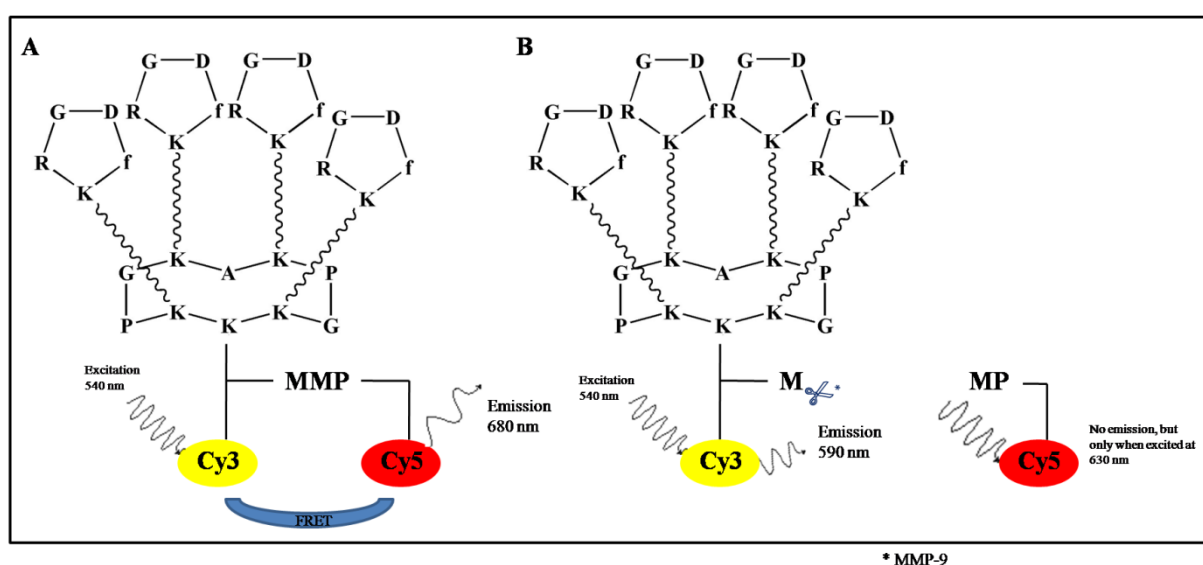 A
B
G D G D
G D R f R f G D
R f K K R f
K K
K A K
G P
P K K K G
G D G D
G D R f R f G D
R f K K R f
K K
K A K
G P
P K K K G
Excitation
540 nm
MMP
Emission
680 nm
Cy3
Cy5
FRET
Excitation
540 nm
M
*
MP
Emission
590 nm
No emission, but
only when excited at
630 nm
Cy3
Cy5
* MMP-9